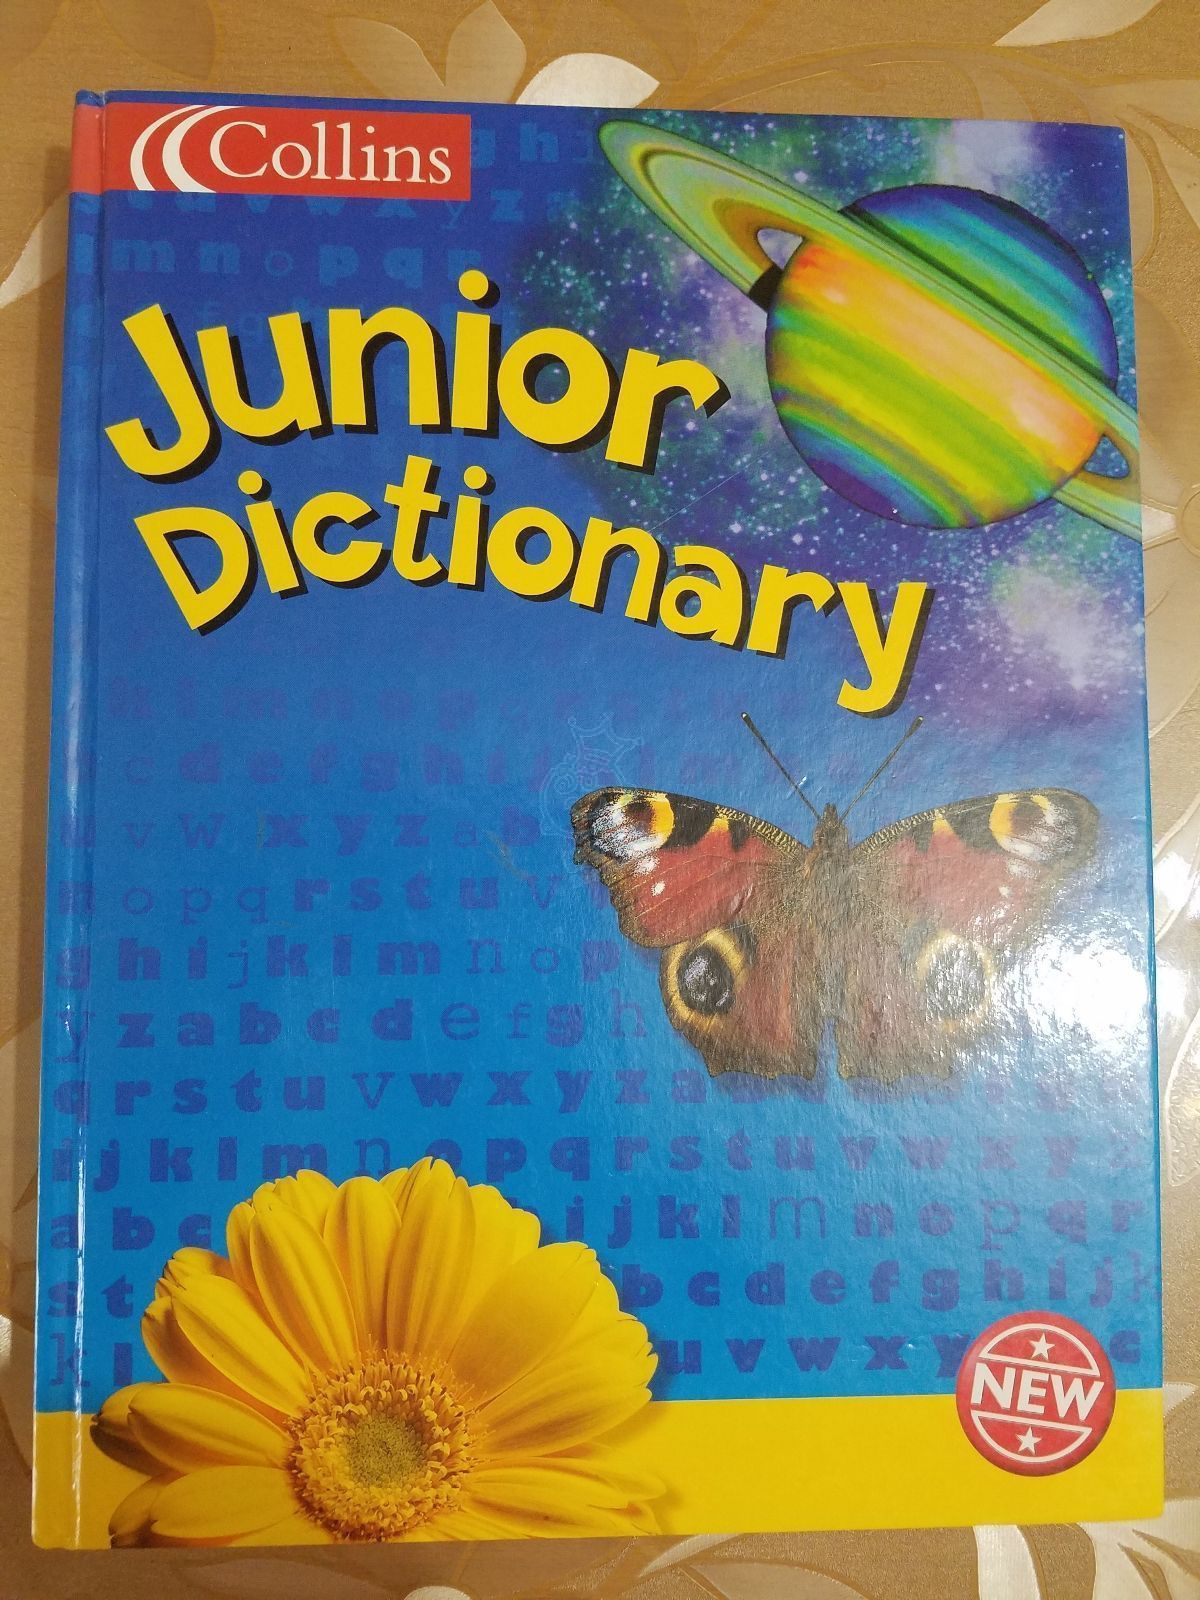 Collins
Junior
Dictionary
g h i
z a
l m n o p q r
c d e f g h i j
u v w x y z a b
n o p q r s t u v
g h i j k l m n o p
y z a b c d e f g h
q r s t u v w x y z a
i j k l m n o p q r s t u v w x y z
a b c i j k l m n o p q r
s t b c d e f g h i j k
k l u v w x y c
NEW